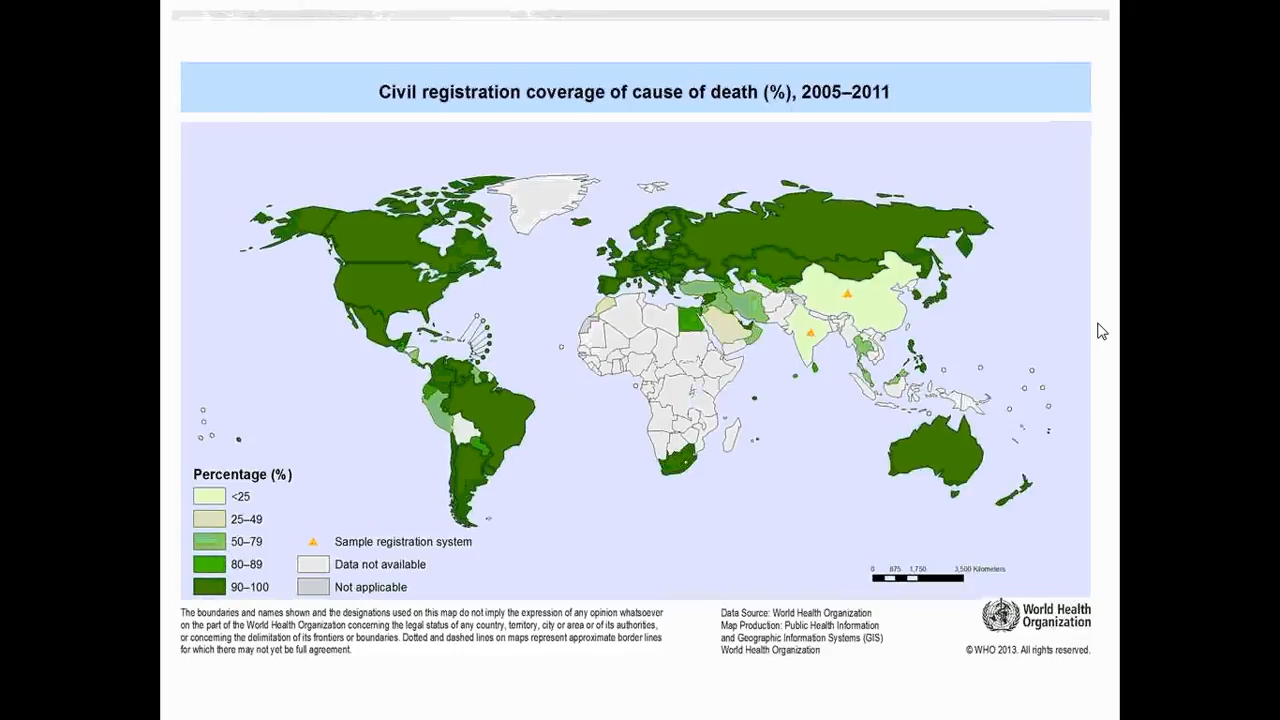 Civil registration coverage of cause of death (%), 2005–2011
Percentage (%)
<25
25–49
50–79
80–89
90–100
Sample registration system
Data not available
Not applicable
0 875 1,750 3,500 Kilometers
The boundaries and names shown and the designations used on this map do not imply the expression of any opinion whatsoever
on the part of the World Health Organization concerning the legal status of any country, territory, city or area or of its authorities,
or concerning the delimitation of its frontiers or boundaries. Dotted and dashed lines on maps represent approximate border lines
for which there may not yet be full agreement.
Data Source: World Health Organization
Map Production: Public Health Information
and Geographic Information Systems (GIS)
World Health Organization
World Health
Organization
© WHO 2013. All rights reserved.